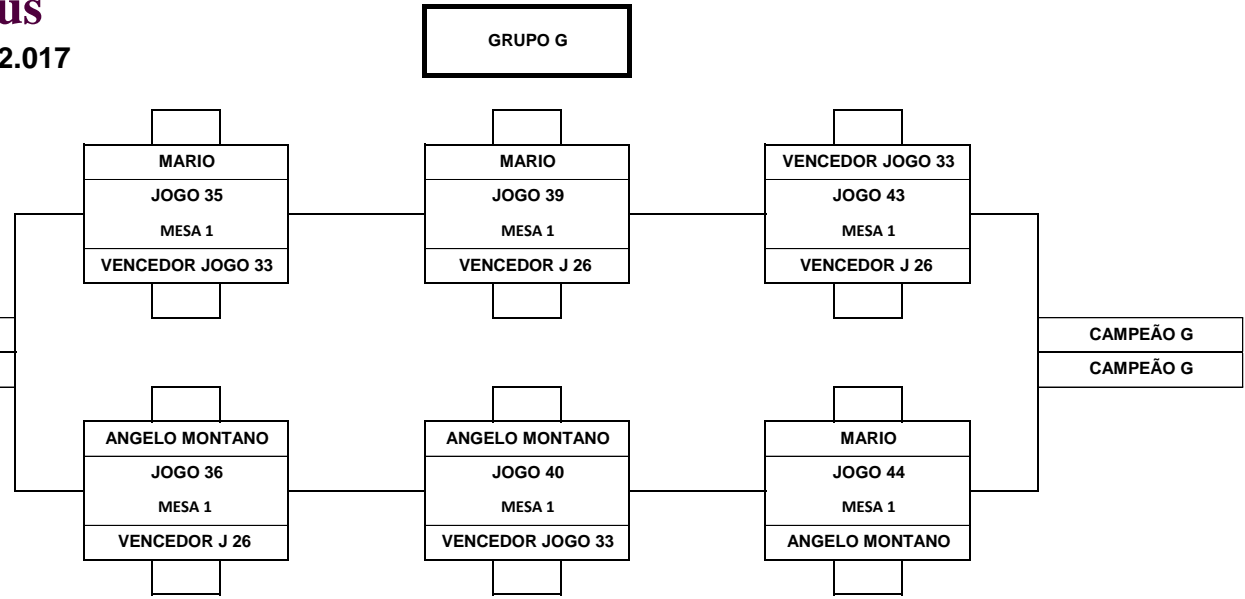 us
2.017
GRUPO G
MARIO
JOGO 35
MESA 1
VENCEDOR JOGO 33
MARIO
JOGO 39
MESA 1
VENCEDOR J 26
VENCEDOR JOGO 33
JOGO 43
MESA 1
VENCEDOR J 26
CAMPEÃO G
CAMPEÃO G
ANGELO MONTANO
JOGO 36
MESA 1
VENCEDOR J 26
ANGELO MONTANO
JOGO 40
MESA 1
VENCEDOR JOGO 33
MARIO
JOGO 44
MESA 1
ANGELO MONTANO